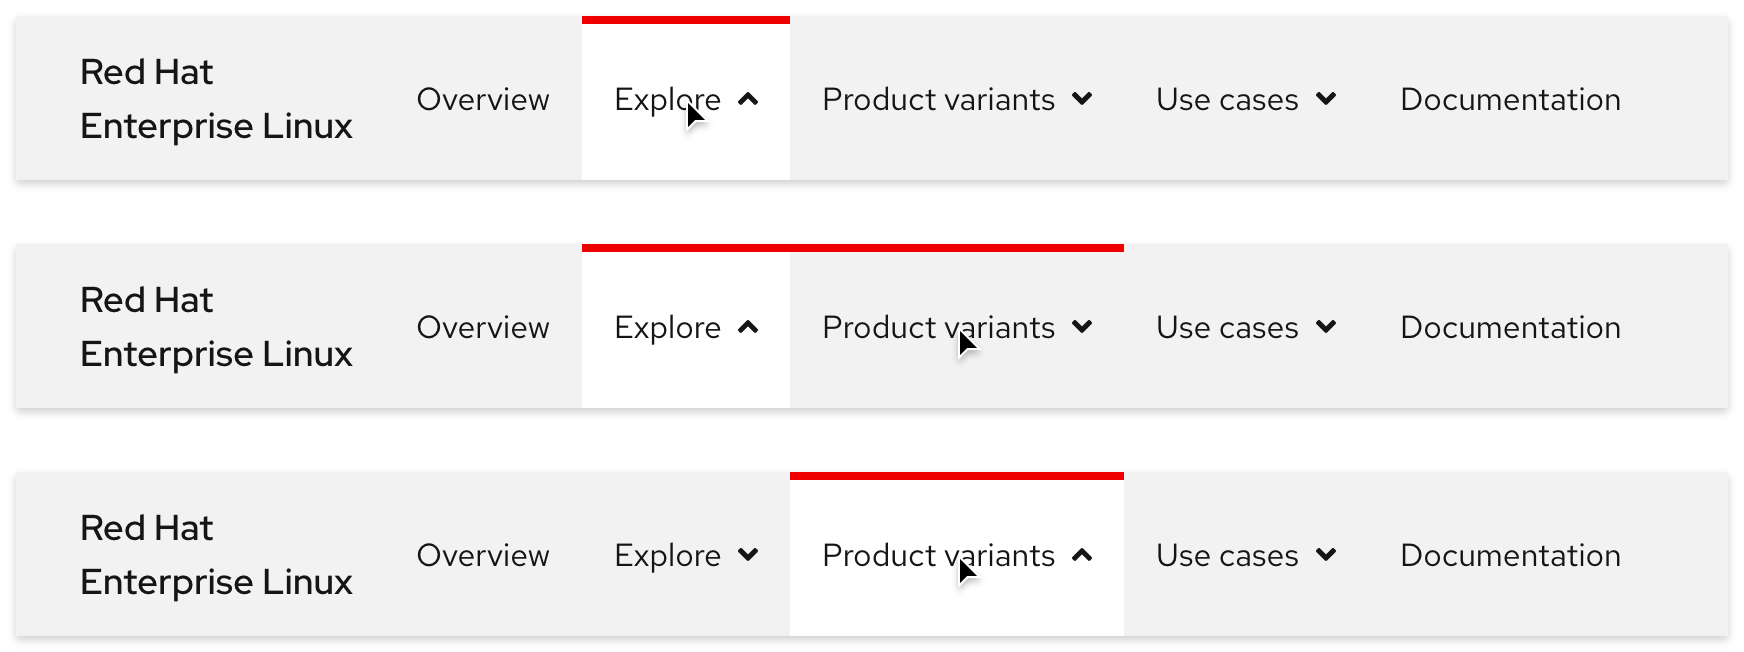 Red Hat
Enterprise Linux
Overview Explore Product variants Use cases Documentation
Red Hat
Enterprise Linux
Overview Explore Product variants Use cases Documentation
Red Hat
Enterprise Linux
Overview Explore Product variants Use cases Documentation